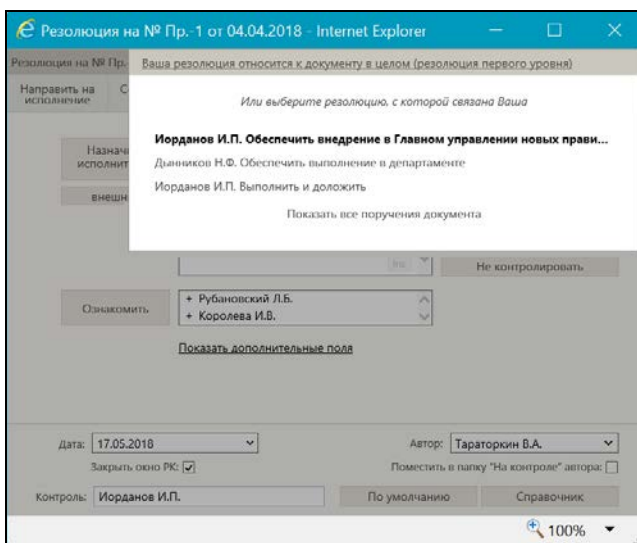 Резолюция на № Пр.-1 от 04.04.2018 - Internet Explorer
Резолюция на № Пр.
Ваша резолюция относится к документу в целом (резолюция первого уровня)
Направить на
исполнение
Или выберите резолюцию, с которой связана Ваша
Иорданов И.П. Обеспечить внедрение в Главном управлении новых прави...
Дынников Н.Ф. Обеспечить выполнение в департаменте
Иорданов И.П. Выполнить и доложить
Показать все поручения документа
Назнач
исполнит
внешн
Не контролировать
Ознакомить
+ Рубановский Л.Б.
+ Королева И.В.
Показать дополнительные поля
Дата: 17.05.2018
Автор: Тараторкин В.А.
Закрыть окно РК:
Поместить в папку "На контроле" автора:
Контроль: Иорданов И.П.
По умолчанию
Справочник
100%